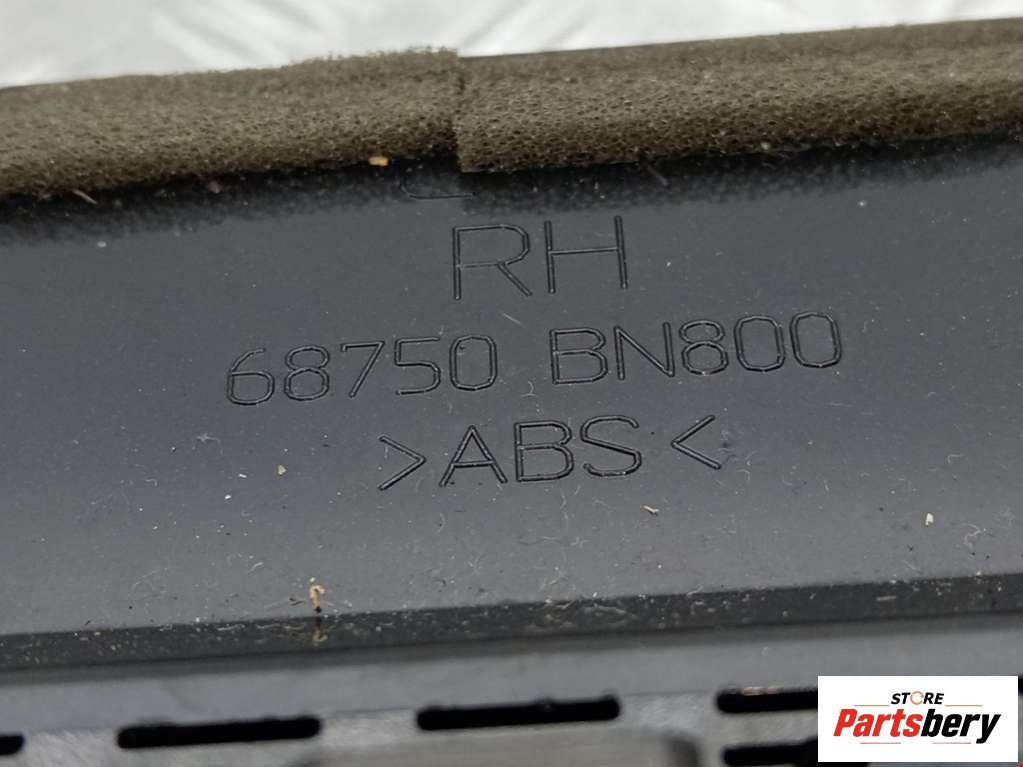 RH
68750 BN800
>ABS<
STORE
Partsbery